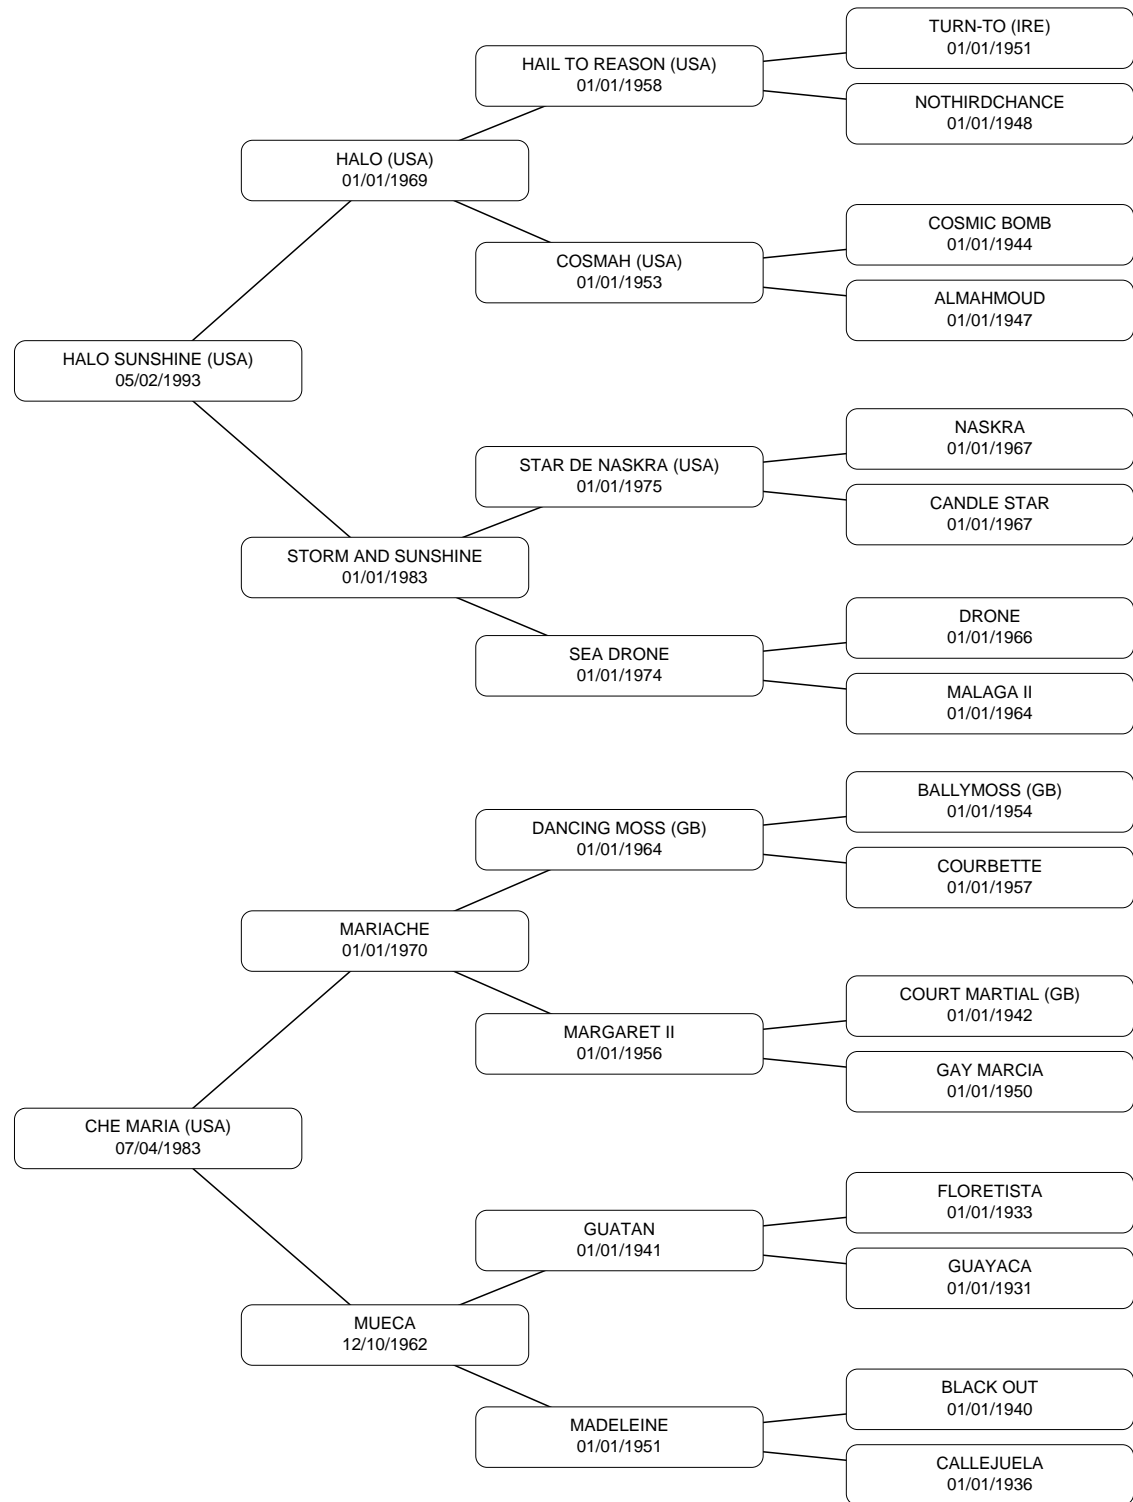 TURN-TO (IRE)
01/01/1951
HAIL TO REASON (USA)
01/01/1958
NOTHIRDCHANCE
01/01/1948
HALO (USA)
01/01/1969
COSMIC BOMB
01/01/1944
COSMAH (USA)
01/01/1953
ALMAHMOUD
01/01/1947
HALO SUNSHINE (USA)
05/02/1993
NASKRA
01/01/1967
STAR DE NASKRA (USA)
01/01/1975
CANDLE STAR
01/01/1967
STORM AND SUNSHINE
01/01/1983
DRONE
01/01/1966
SEA DRONE
01/01/1974
MALAGA II
01/01/1964
BALLYMOSS (GB)
01/01/1954
DANCING MOSS (GB)
01/01/1964
COURBETTE
01/01/1957
MARIACHE
01/01/1970
COURT MARTIAL (GB)
01/01/1942
MARGARET II
01/01/1956
GAY MARCIA
01/01/1950
CHE MARIA (USA)
07/04/1983
FLORETISTA
01/01/1933
GUATAN
01/01/1941
GUAYACA
01/01/1931
MUECA
12/10/1962
BLACK OUT
01/01/1940
MADELEINE
01/01/1951
CALLEJUELA
01/01/1936